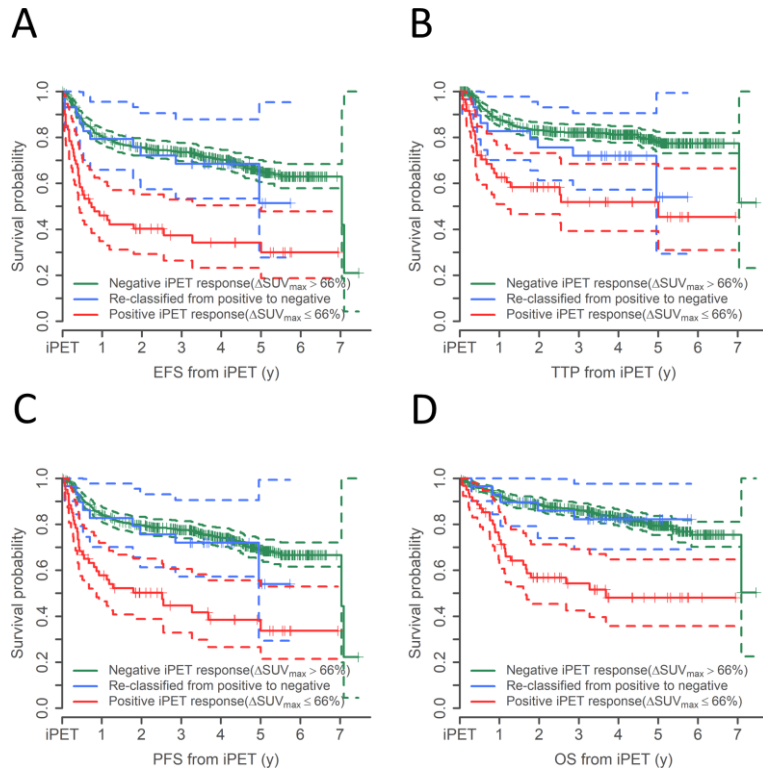 A
Survival probability
1.0
0.8
0.6
0.4
0.2
0.0
Negative iPET response(ΔSUVmax > 66%)
Re-classified from positive to negative
Positive iPET response(ΔSUVmax ≤ 66%)
iPET 1 2 3 4 5 6 7
EFS from iPET (y)
B
Survival probability
1.0
0.8
0.6
0.4
0.2
0.0
Negative iPET response(ΔSUVmax > 66%)
Re-classified from positive to negative
Positive iPET response(ΔSUVmax ≤ 66%)
iPET 1 2 3 4 5 6 7
TTP from iPET (y)
C
Survival probability
1.0
0.8
0.6
0.4
0.2
0.0
Negative iPET response(ΔSUVmax > 66%)
Re-classified from positive to negative
Positive iPET response(ΔSUVmax ≤ 66%)
iPET 1 2 3 4 5 6 7
PFS from iPET (y)
D
Survival probability
1.0
0.8
0.6
0.4
0.2
0.0
Negative iPET response(ΔSUVmax > 66%)
Re-classified from positive to negative
Positive iPET response(ΔSUVmax ≤ 66%)
iPET 1 2 3 4 5 6 7
OS from iPET (y)